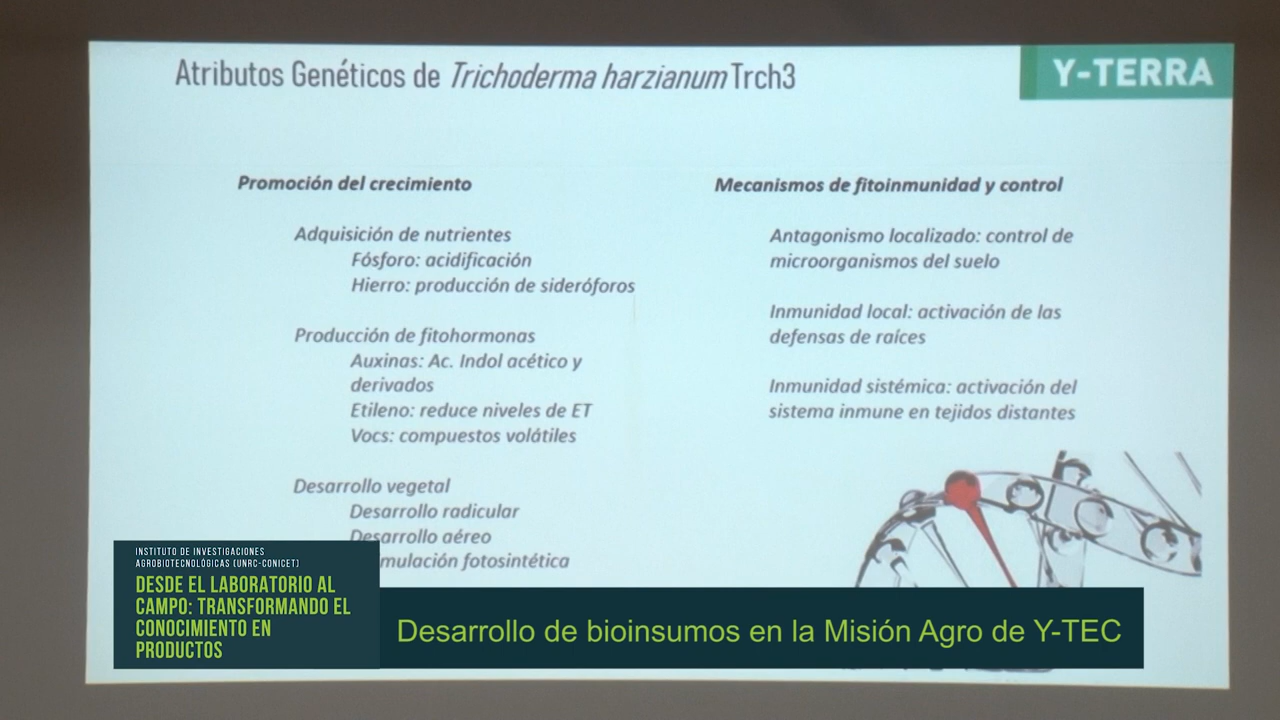 Atributos Genéticos de Trichoderma harzianum Trch3
Y-TERRA
Promoción del crecimiento
Adquisición de nutrientes
Fósforo: acidificación
Hierro: producción de sideróforos
Producción de fitohormonas
Auxinas: Ac. Indol acético y
derivados
Etileno: reduce niveles de ET
Vocs: compuestos volátiles
Desarrollo vegetal
Desarrollo radicular
Desarrollo aéreo
fotosintética
Mecanismos de fitoinmunidad y control
Antagonismo localizado: control de
microorganismos del suelo
Inmunidad local: activación de las
defensas de raíces
Inmunidad sistémica: activación del
sistema inmune en tejidos distantes
INSTITUTO DE INVESTIGACIONES
AGROBIOTECNOLÓGICAS (UNRC-CONICET)
DESDE EL LABORATORIO AL
CAMPO: TRANSFORMANDO EL
CONOCIMIENTO EN
PRODUCTOS
Desarrollo de bioinsumos en la Misión Agro de Y-TEC